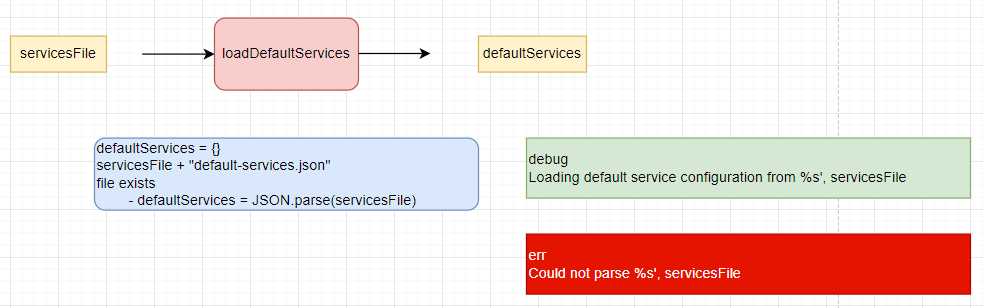 servicesFile
loadDefaultServices
defaultServices
defaultServices = {}
servicesFile + "default-services.json"
file exists
- defaultServices = JSON.parse(servicesFile)
debug
Loading default service configuration from %s', servicesFile
err
Could not parse %s', servicesFile